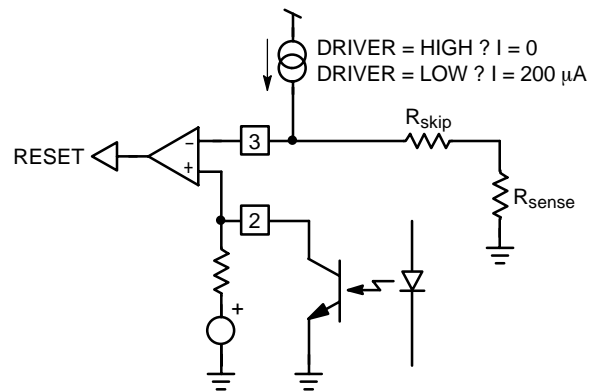 DRIVER = HIGH ? I = 0
DRIVER = LOW ? I = 200 µA
Rskip
3
RESET
–
+
Rsense
2
+